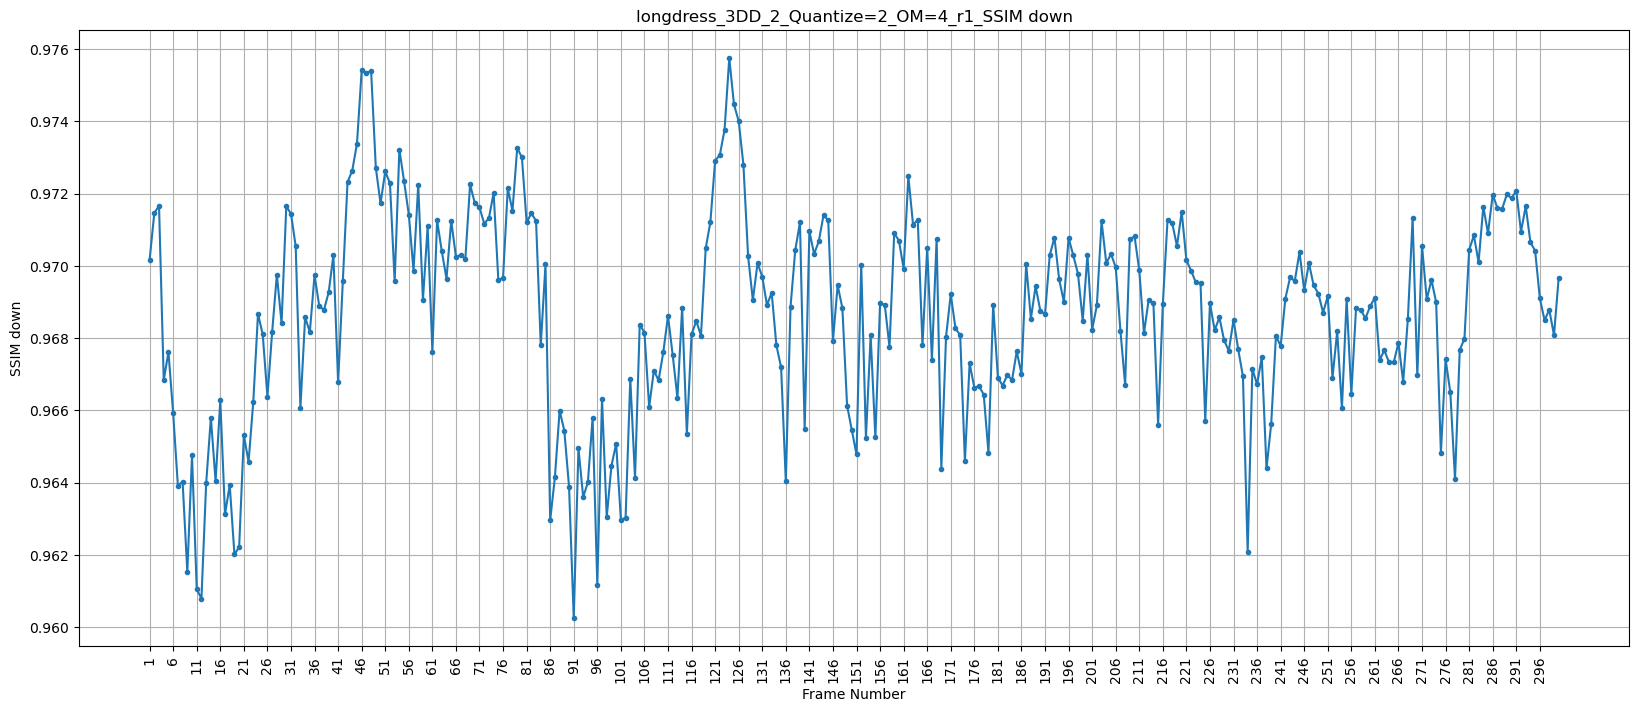 longdress_3DD_2_Quantize=2_OM=4_r1_SSIM down
SSIM down
0.976
0.974
0.972
0.970
0.968
0.966
0.964
0.962
0.960
1 6 11 16 21 26 31 36 41 46 51 56 61 66 71 76 81 86 91 96 101 106 111 116 121 126 131 136 141 146 151 156 161 166 171 176 181 186 191 196 201 206 211 216 221 226 231 236 241 246 251 256 261 266 271 276 281 286 291 296
Frame Number